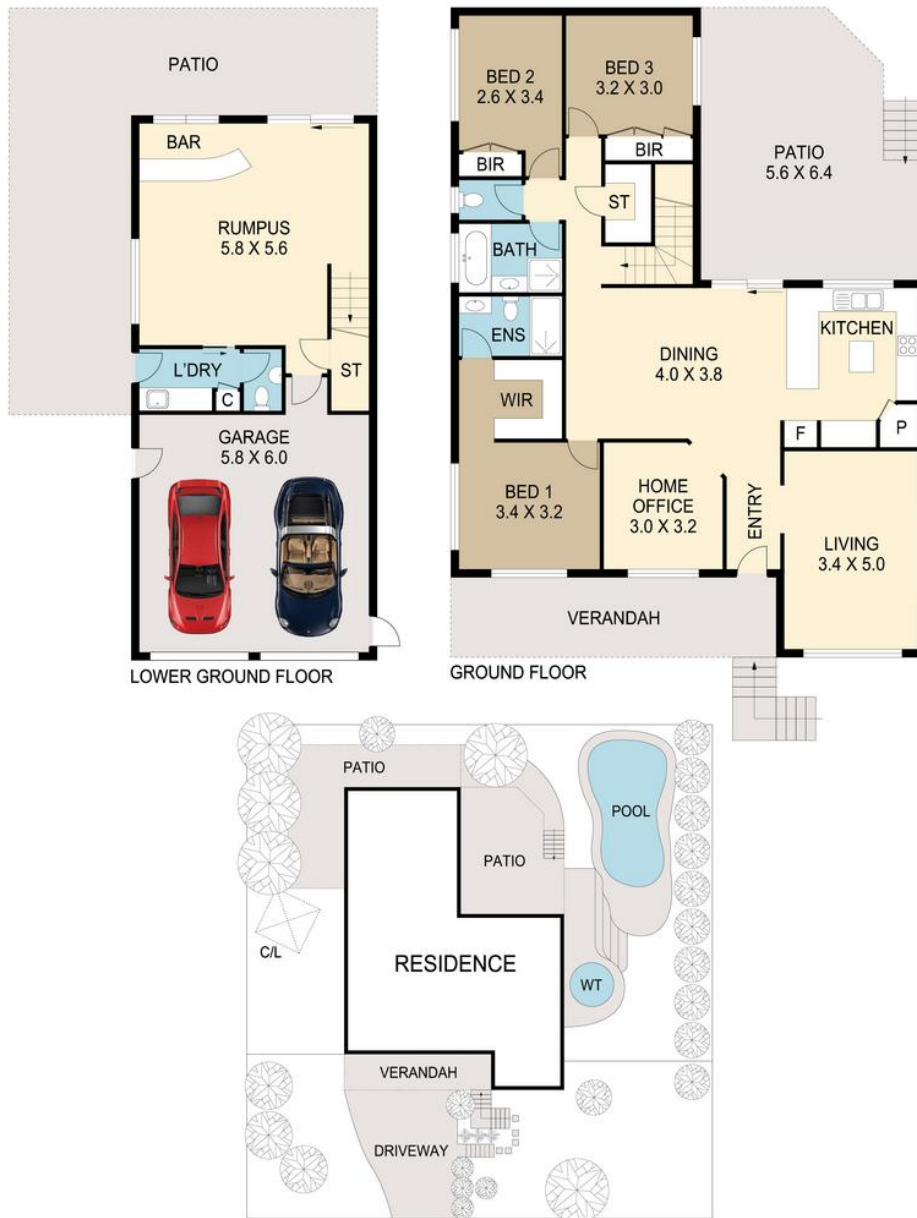 PATIO
BAR
RUMPUS
5.8 X 5.6
L'DRY
C
ST
GARAGE
5.8 X 6.0
LOWER GROUND FLOOR
BED 2
2.6 X 3.4
BIR
BED 3
3.2 X 3.0
BIR
ST
PATIO
5.6 X 6.4
BATH
ENS
WIR
DINING
4.0 X 3.8
KITCHEN
F
P
BED 1
3.4 X 3.2
HOME
OFFICE
3.0 X 3.2
ENTRY
LIVING
3.4 X 5.0
VERANDAH
GROUND FLOOR
PATIO
POOL
PATIO
C/L
RESIDENCE
WT
VERANDAH
DRIVEWAY